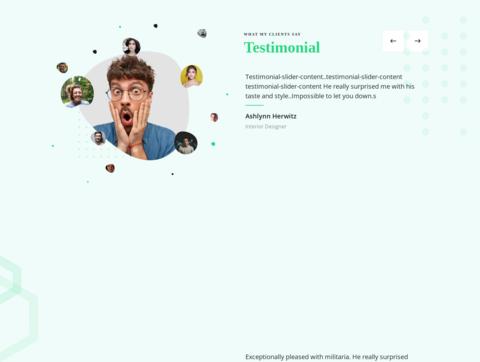 WHAT MY CLIENTS SAY
Testimonial
Testimonial-slider-content..testimonial-slider-content
testimonial-slider-content He really surprised me with his
taste and style..Impossible to let you down.s
Ashlynn Herwitz
Interior Designer
Exceptionally pleased with militaria. He really surprised